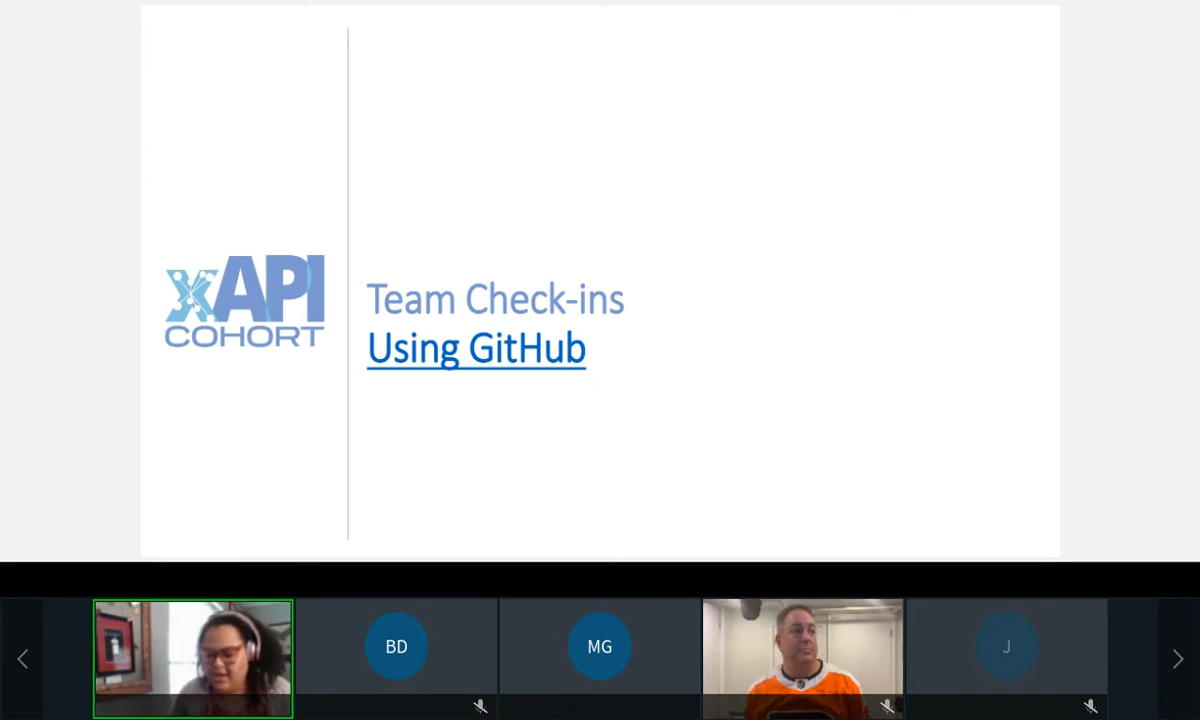 xAPI
COHORT
Team Check-ins
Using GitHub
BD
MG
J